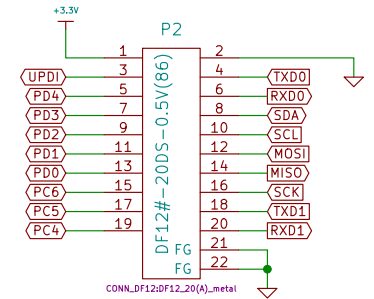 +3.3V
P2
1 2
UPDI 3 4 TXD0
PD4 5 6 RXD0
PD3 7 8 SDA
PD2 9 10 SCL
PD1 11 12 MOSI
PD0 13 14 MISO
PC6 15 16 SCK
PC5 17 18 TXD1
PC4 19 20 RXD1
FG 21
FG 22
DF12#-20DS-0.5V(86)
CONN_DF12:DF12_20(A)_metal